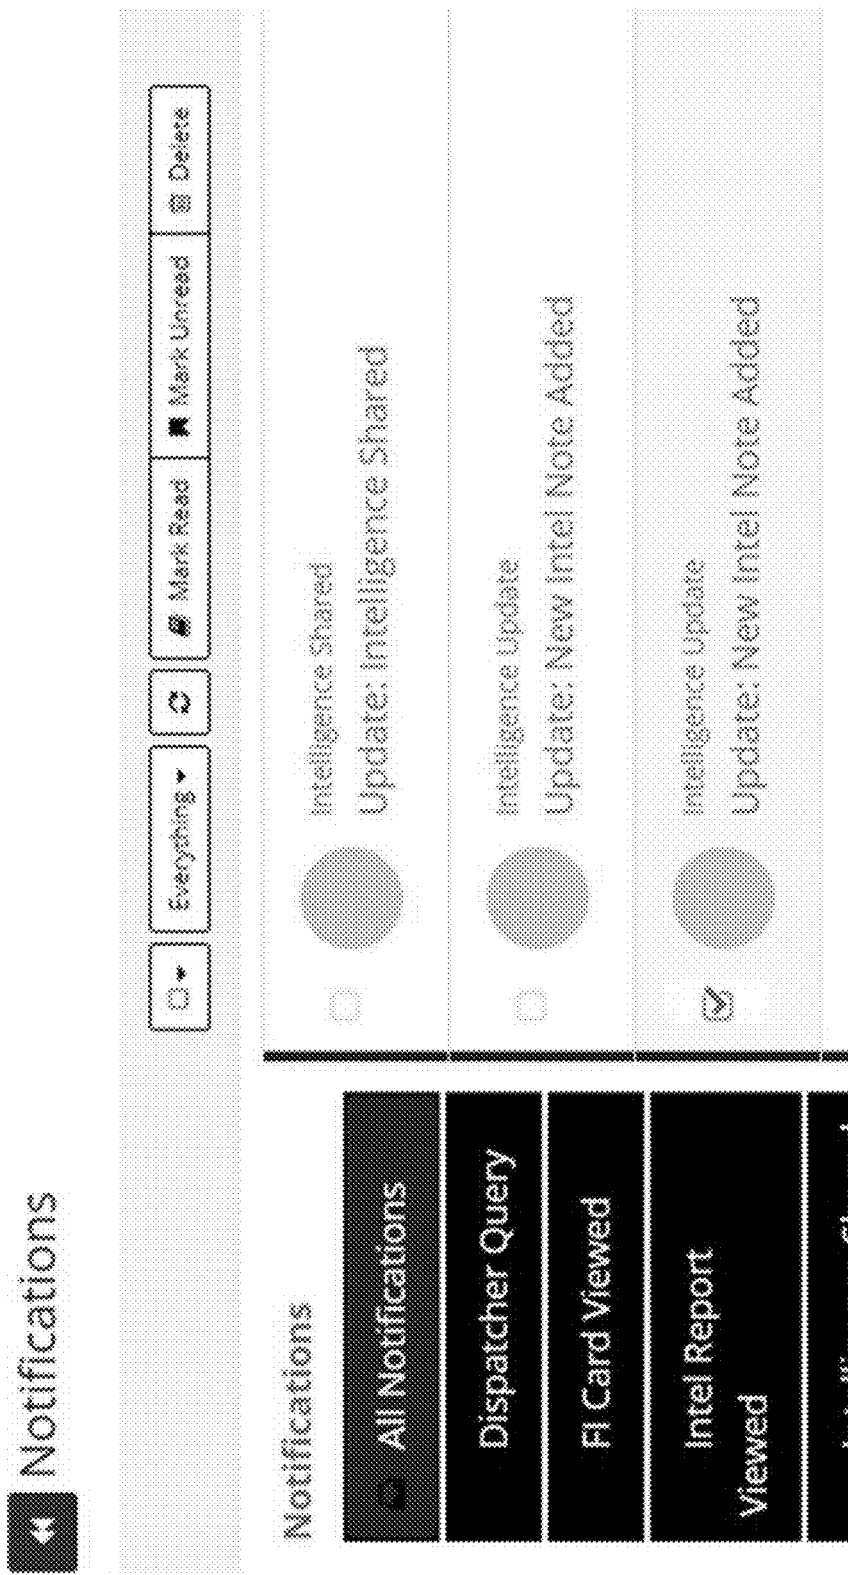 Notifications
Everything
Mark Read
Mark Unread
Delete
Notifications
All Notifications
Dispatcher Query
FI Card Viewed
Intel Report
Viewed
Intelligence Shared
Update: Intelligence Shared
Intelligence Update
Update: New Intel Note Added
Intelligence Update
Update: New Intel Note Added